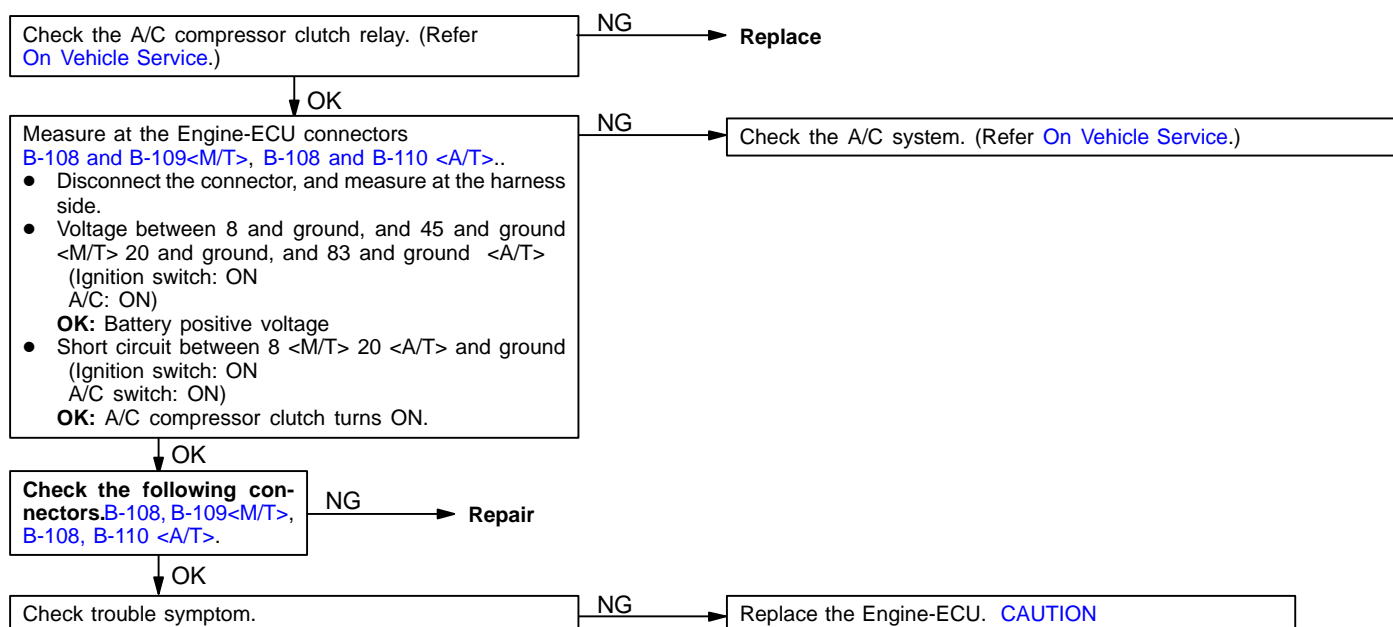 Check the A/C compressor clutch relay. (Refer
On Vehicle Service.)
NG
Replace
OK
Measure at the Engine-ECU connectors
B-108 and B-109<M/T>, B-108 and B-110 <A/T>..
● Disconnect the connector, and measure at the harness
side.
● Voltage between 8 and ground, and 45 and ground
<M/T> 20 and ground, and 83 and ground <A/T>
(Ignition switch: ON
A/C: ON)
OK: Battery positive voltage
● Short circuit between 8 <M/T> 20 <A/T> and ground
(Ignition switch: ON
A/C switch: ON)
OK: A/C compressor clutch turns ON.
NG
Check the A/C system. (Refer On Vehicle Service.)
OK
Check the following con-
nectors.B-108, B-109<M/T>,
B-108, B-110 <A/T>.
NG
Repair
OK
Check trouble symptom.
NG
Replace the Engine-ECU. CAUTION